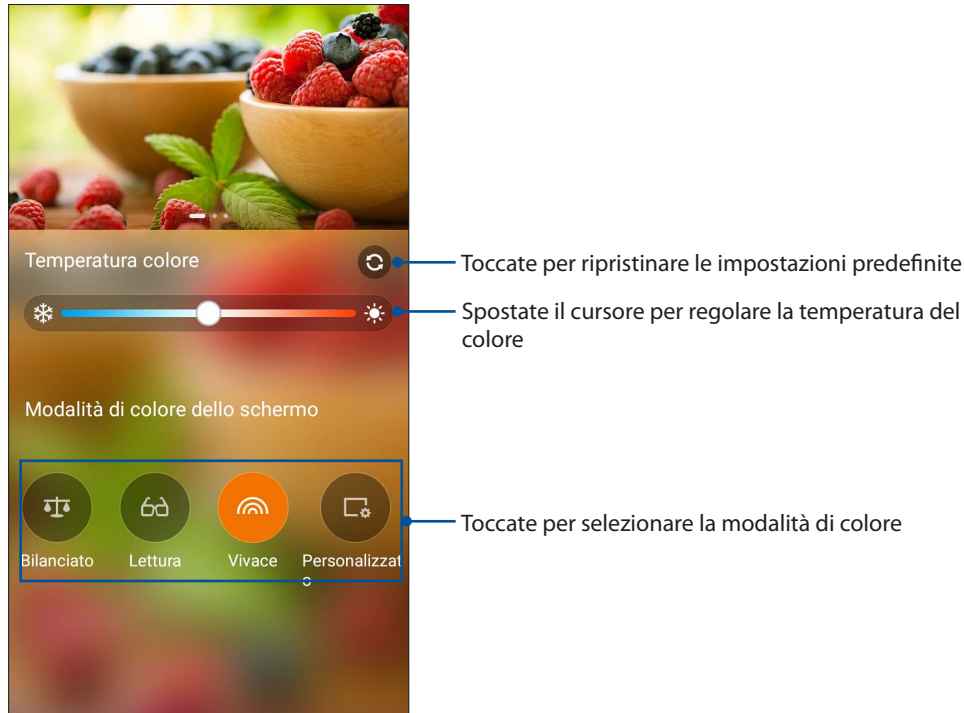 Temperatura colore
Toccate per ripristinare le impostazioni predefinite
Spostate il cursore per regolare la temperatura del
colore
Modalità di colore dello schermo
Toccate per selezionare la modalità di colore
Bilanciato
Lettura
Vivace
Personalizzat
o